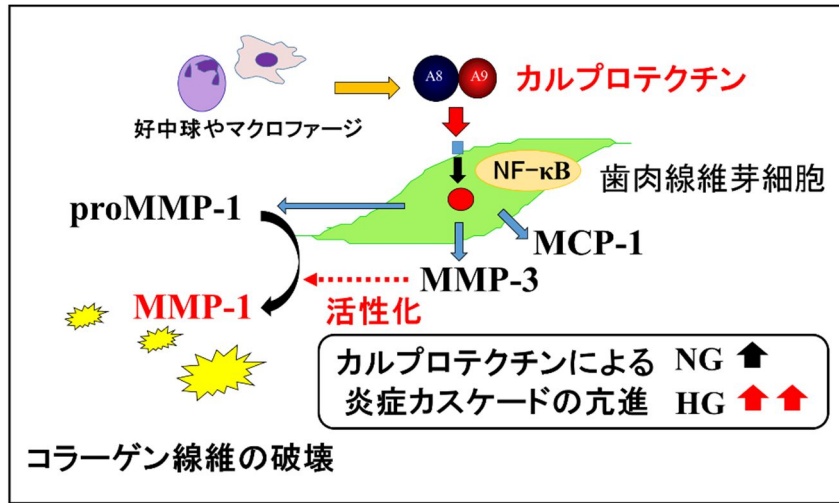 A8 A9 カルプロテクチン
好中球やマクロファージ
NF-κB 歯肉線維芽細胞
proMMP-1
MCP-1
MMP-3
MMP-1 活性化
カルプロテクチンによる NG
炎症カスケードの亢進 HG
コラーゲン線維の破壊